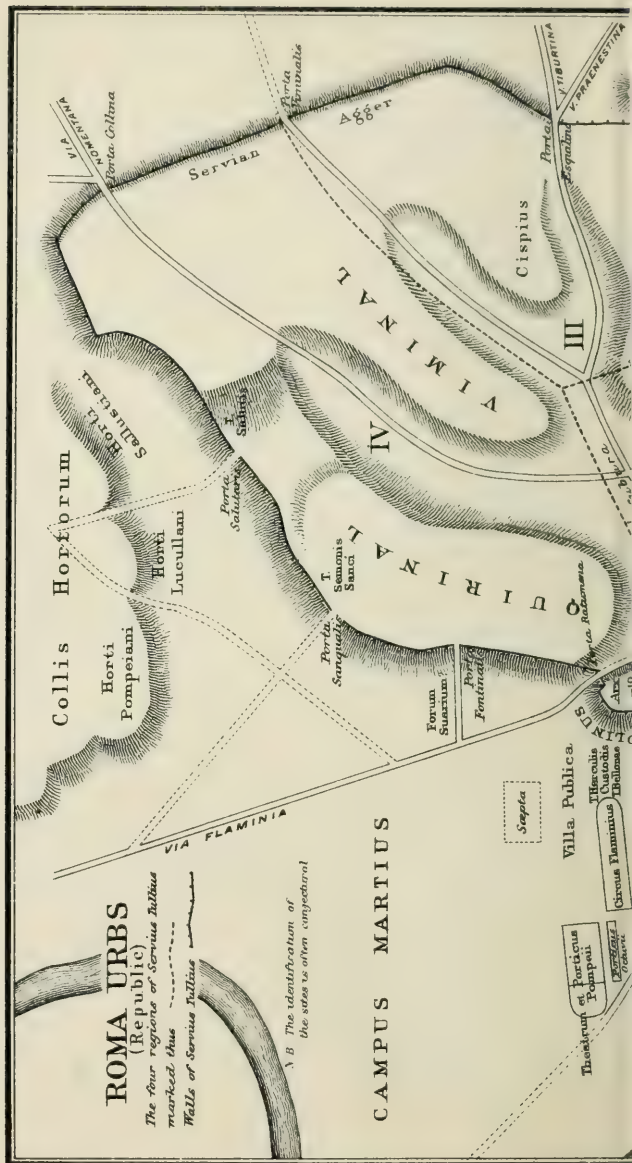 ROMA URBS
(Republic)
The four regions of Servius Tullius
marked thus
Walls of Servius Tullius
N B The identification of
the sites is often conjectural
Collis Hortorum
Horti
Pompeiani
Horti
Lucullani
Horti
Sallustiani
VIA
NOMENTANA
Porta Collina
Porta
Viminalis
Servian Agger
V. TIBURTINA
V. PRAENESTINA
Porta
Esquilina
Cispius
III
VIMINAL
IV
T.
Salutis
Porta
Salutaris
T.
Semonis
Sanci
QUIRINAL
Porta
Sanqualis
Forum
Suarium
Porta
Fontinalis
Porta Ratumena
VIA FLAMINIA
CAMPUS MARTIUS
Sæpta
Villa Publica
T.Herculis
Custodis
T.Bellonae
Circus Flaminius
Arx
OLINUS
Theatrum et Porticus
Pompeii
Porticus